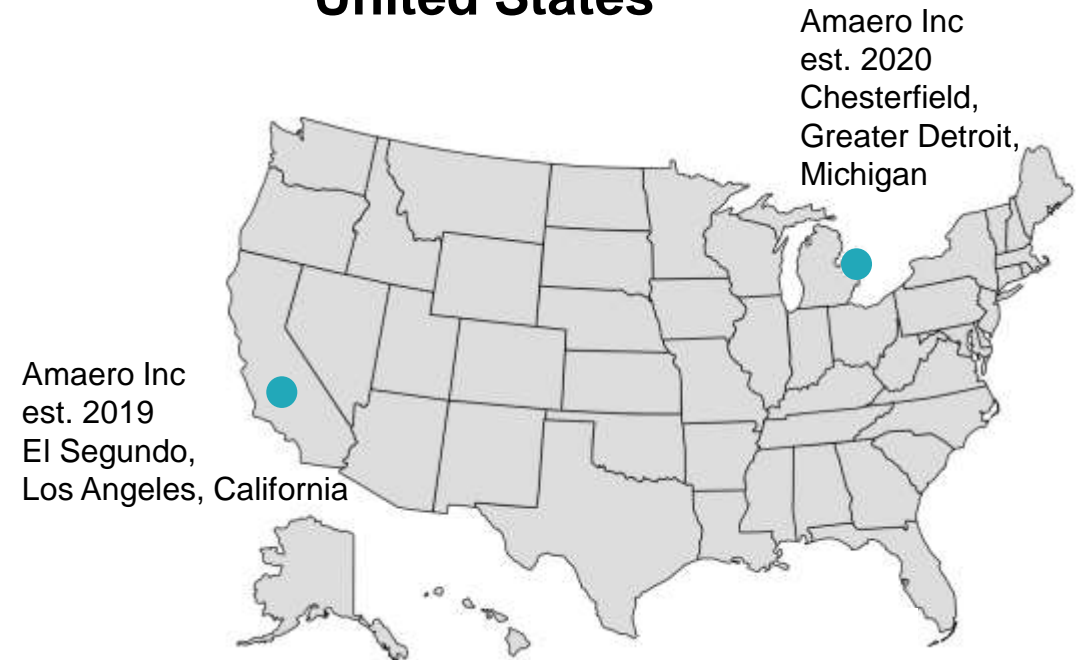 United States
Amaero Inc
est. 2020
Chesterfield,
Greater Detroit,
Michigan
Amaero Inc
est. 2019
El Segundo,
Los Angeles, California